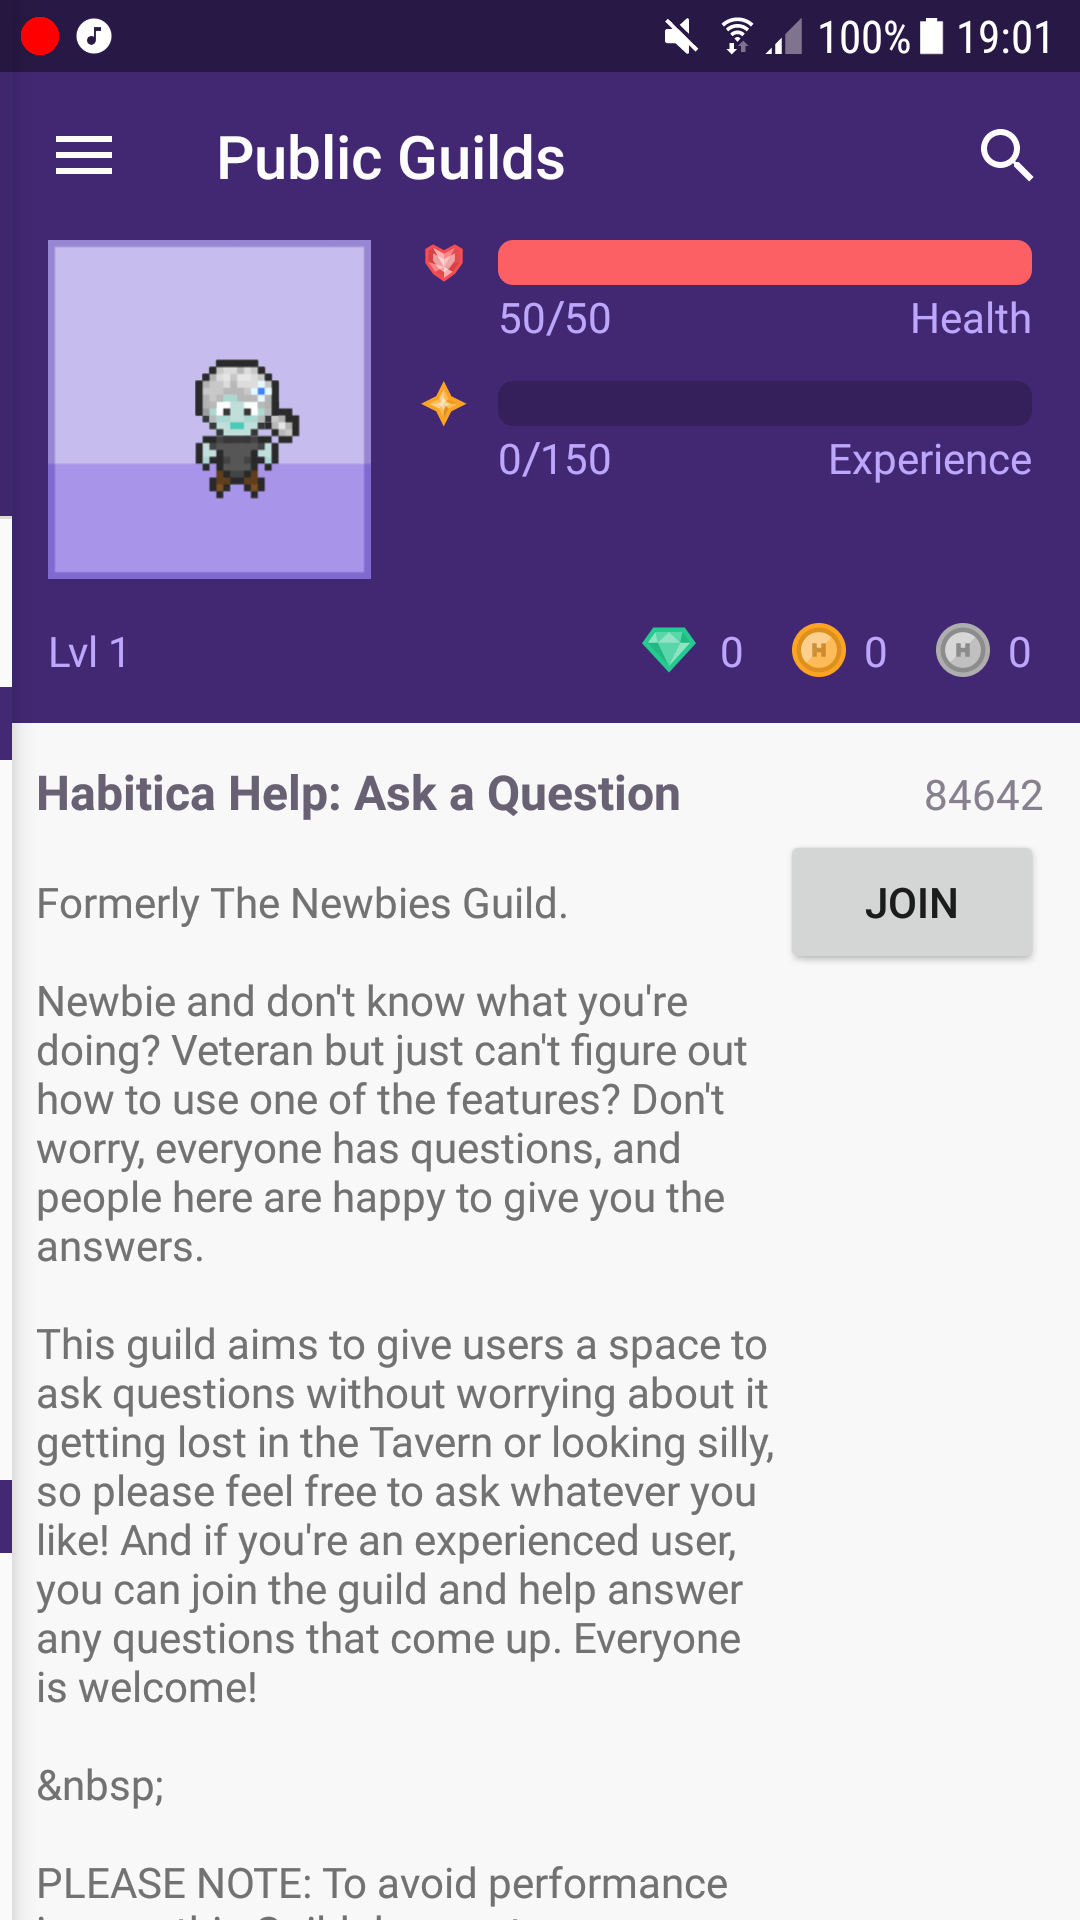 100% 19:01
Public Guilds
50/50 Health
0/150 Experience
Lvl 1 0 0 0
Habitica Help: Ask a Question 84642
Formerly The Newbies Guild. JOIN
Newbie and don't know what you're
doing? Veteran but just can't figure out
how to use one of the features? Don't
worry, everyone has questions, and
people here are happy to give you the
answers.
This guild aims to give users a space to
ask questions without worrying about it
getting lost in the Tavern or looking silly,
so please feel free to ask whatever you
like! And if you're an experienced user,
you can join the guild and help answer
any questions that come up. Everyone
is welcome!
&nbsp;
PLEASE NOTE: To avoid performance